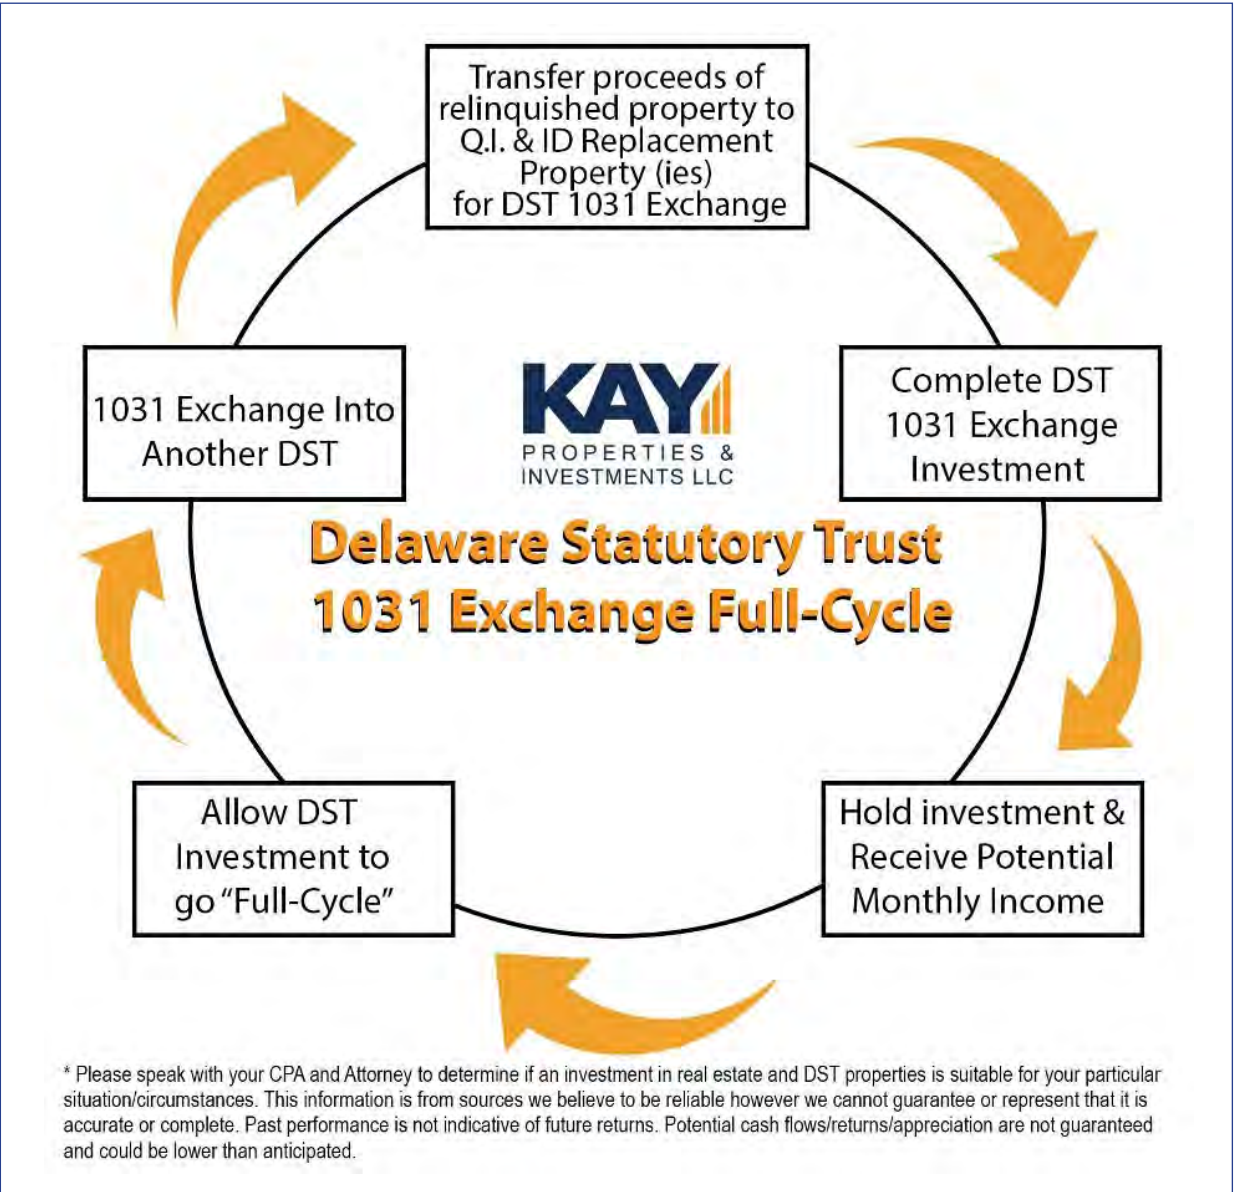 Transfer proceeds of
relinquished property to
Q.I. & ID Replacement
Property (ies)
for DST 1031 Exchange
1031 Exchange Into
Another DST
KAY
PROPERTIES &
INVESTMENTS LLC
Complete DST
1031 Exchange
Investment
Delaware Statutory Trust
1031 Exchange Full-Cycle
Allow DST
Investment to
go “Full-Cycle”
Hold investment &
Receive Potential
Monthly Income
* Please speak with your CPA and Attorney to determine if an investment in real estate and DST properties is suitable for your particular
situation/circumstances. This information is from sources we believe to be reliable however we cannot guarantee or represent that it is
accurate or complete. Past performance is not indicative of future returns. Potential cash flows/returns/appreciation are not guaranteed
and could be lower than anticipated.